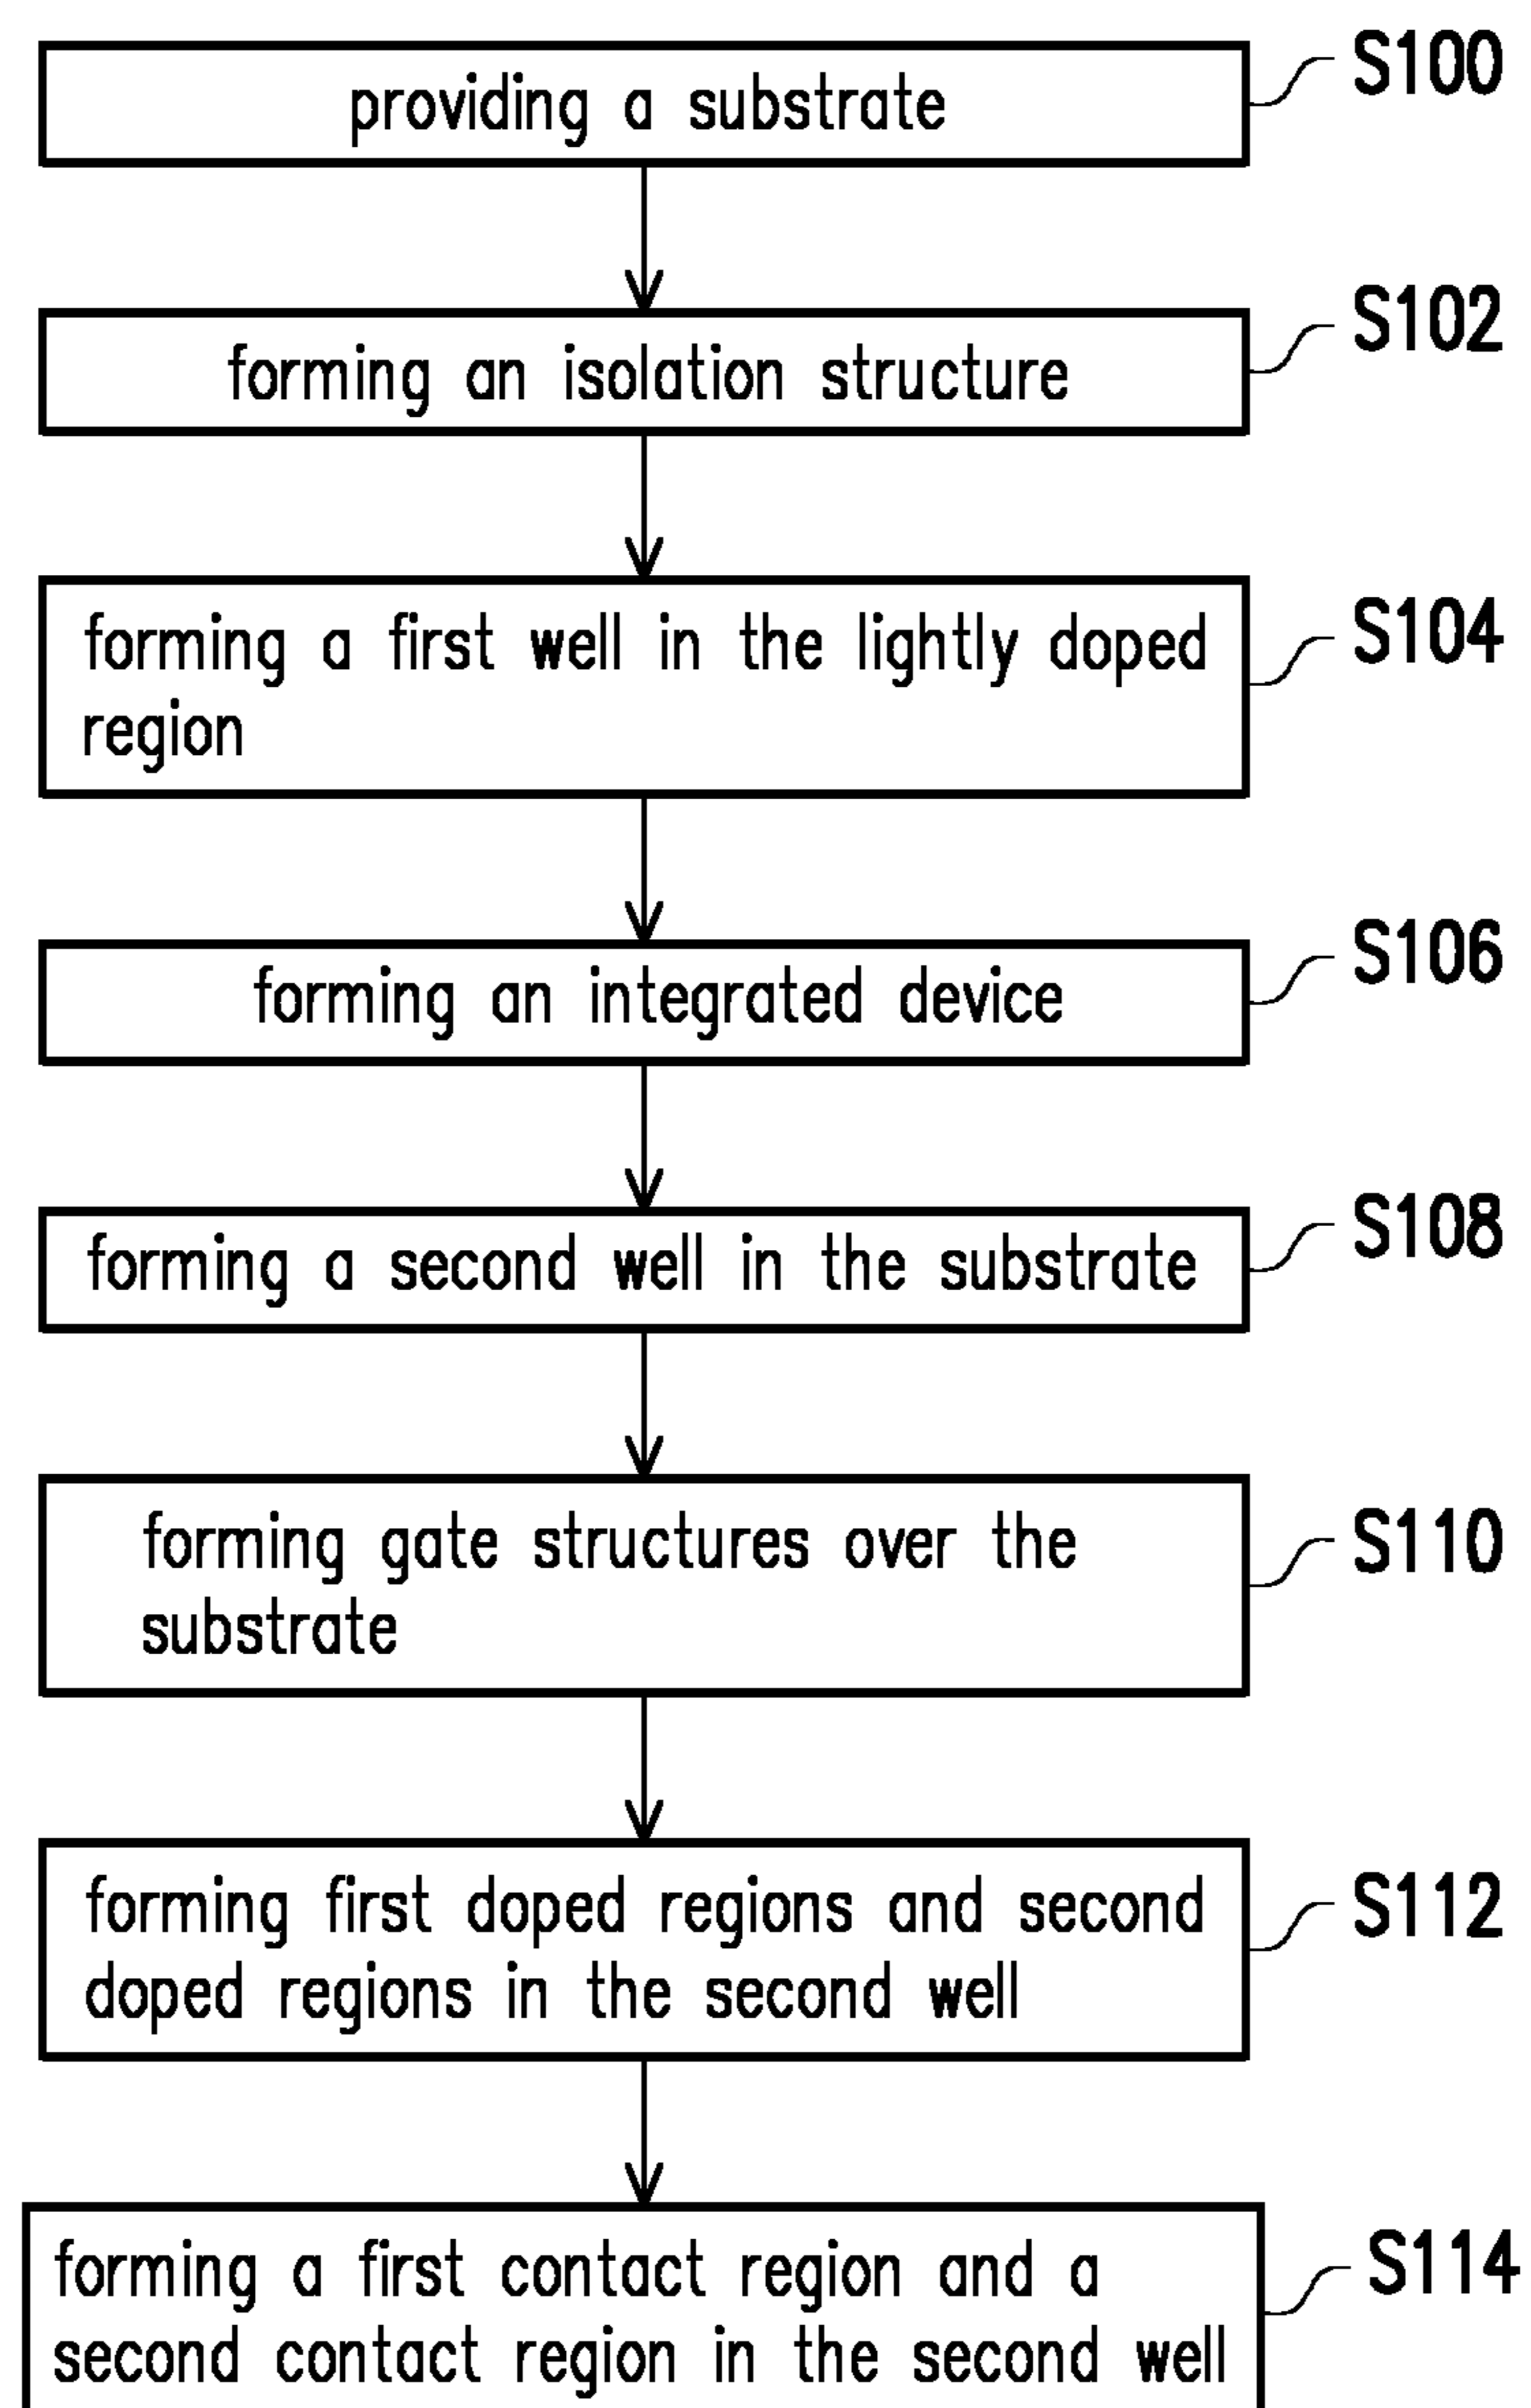 providing a substrate
S100
forming an isolation structure
S102
forming a first well in the lightly doped
region
S104
forming an integrated device
S106
forming a second well in the substrate
S108
forming gate structures over the
substrate
S110
forming first doped regions and second
doped regions in the second well
S112
forming a first contact region and a
second contact region in the second well
S114